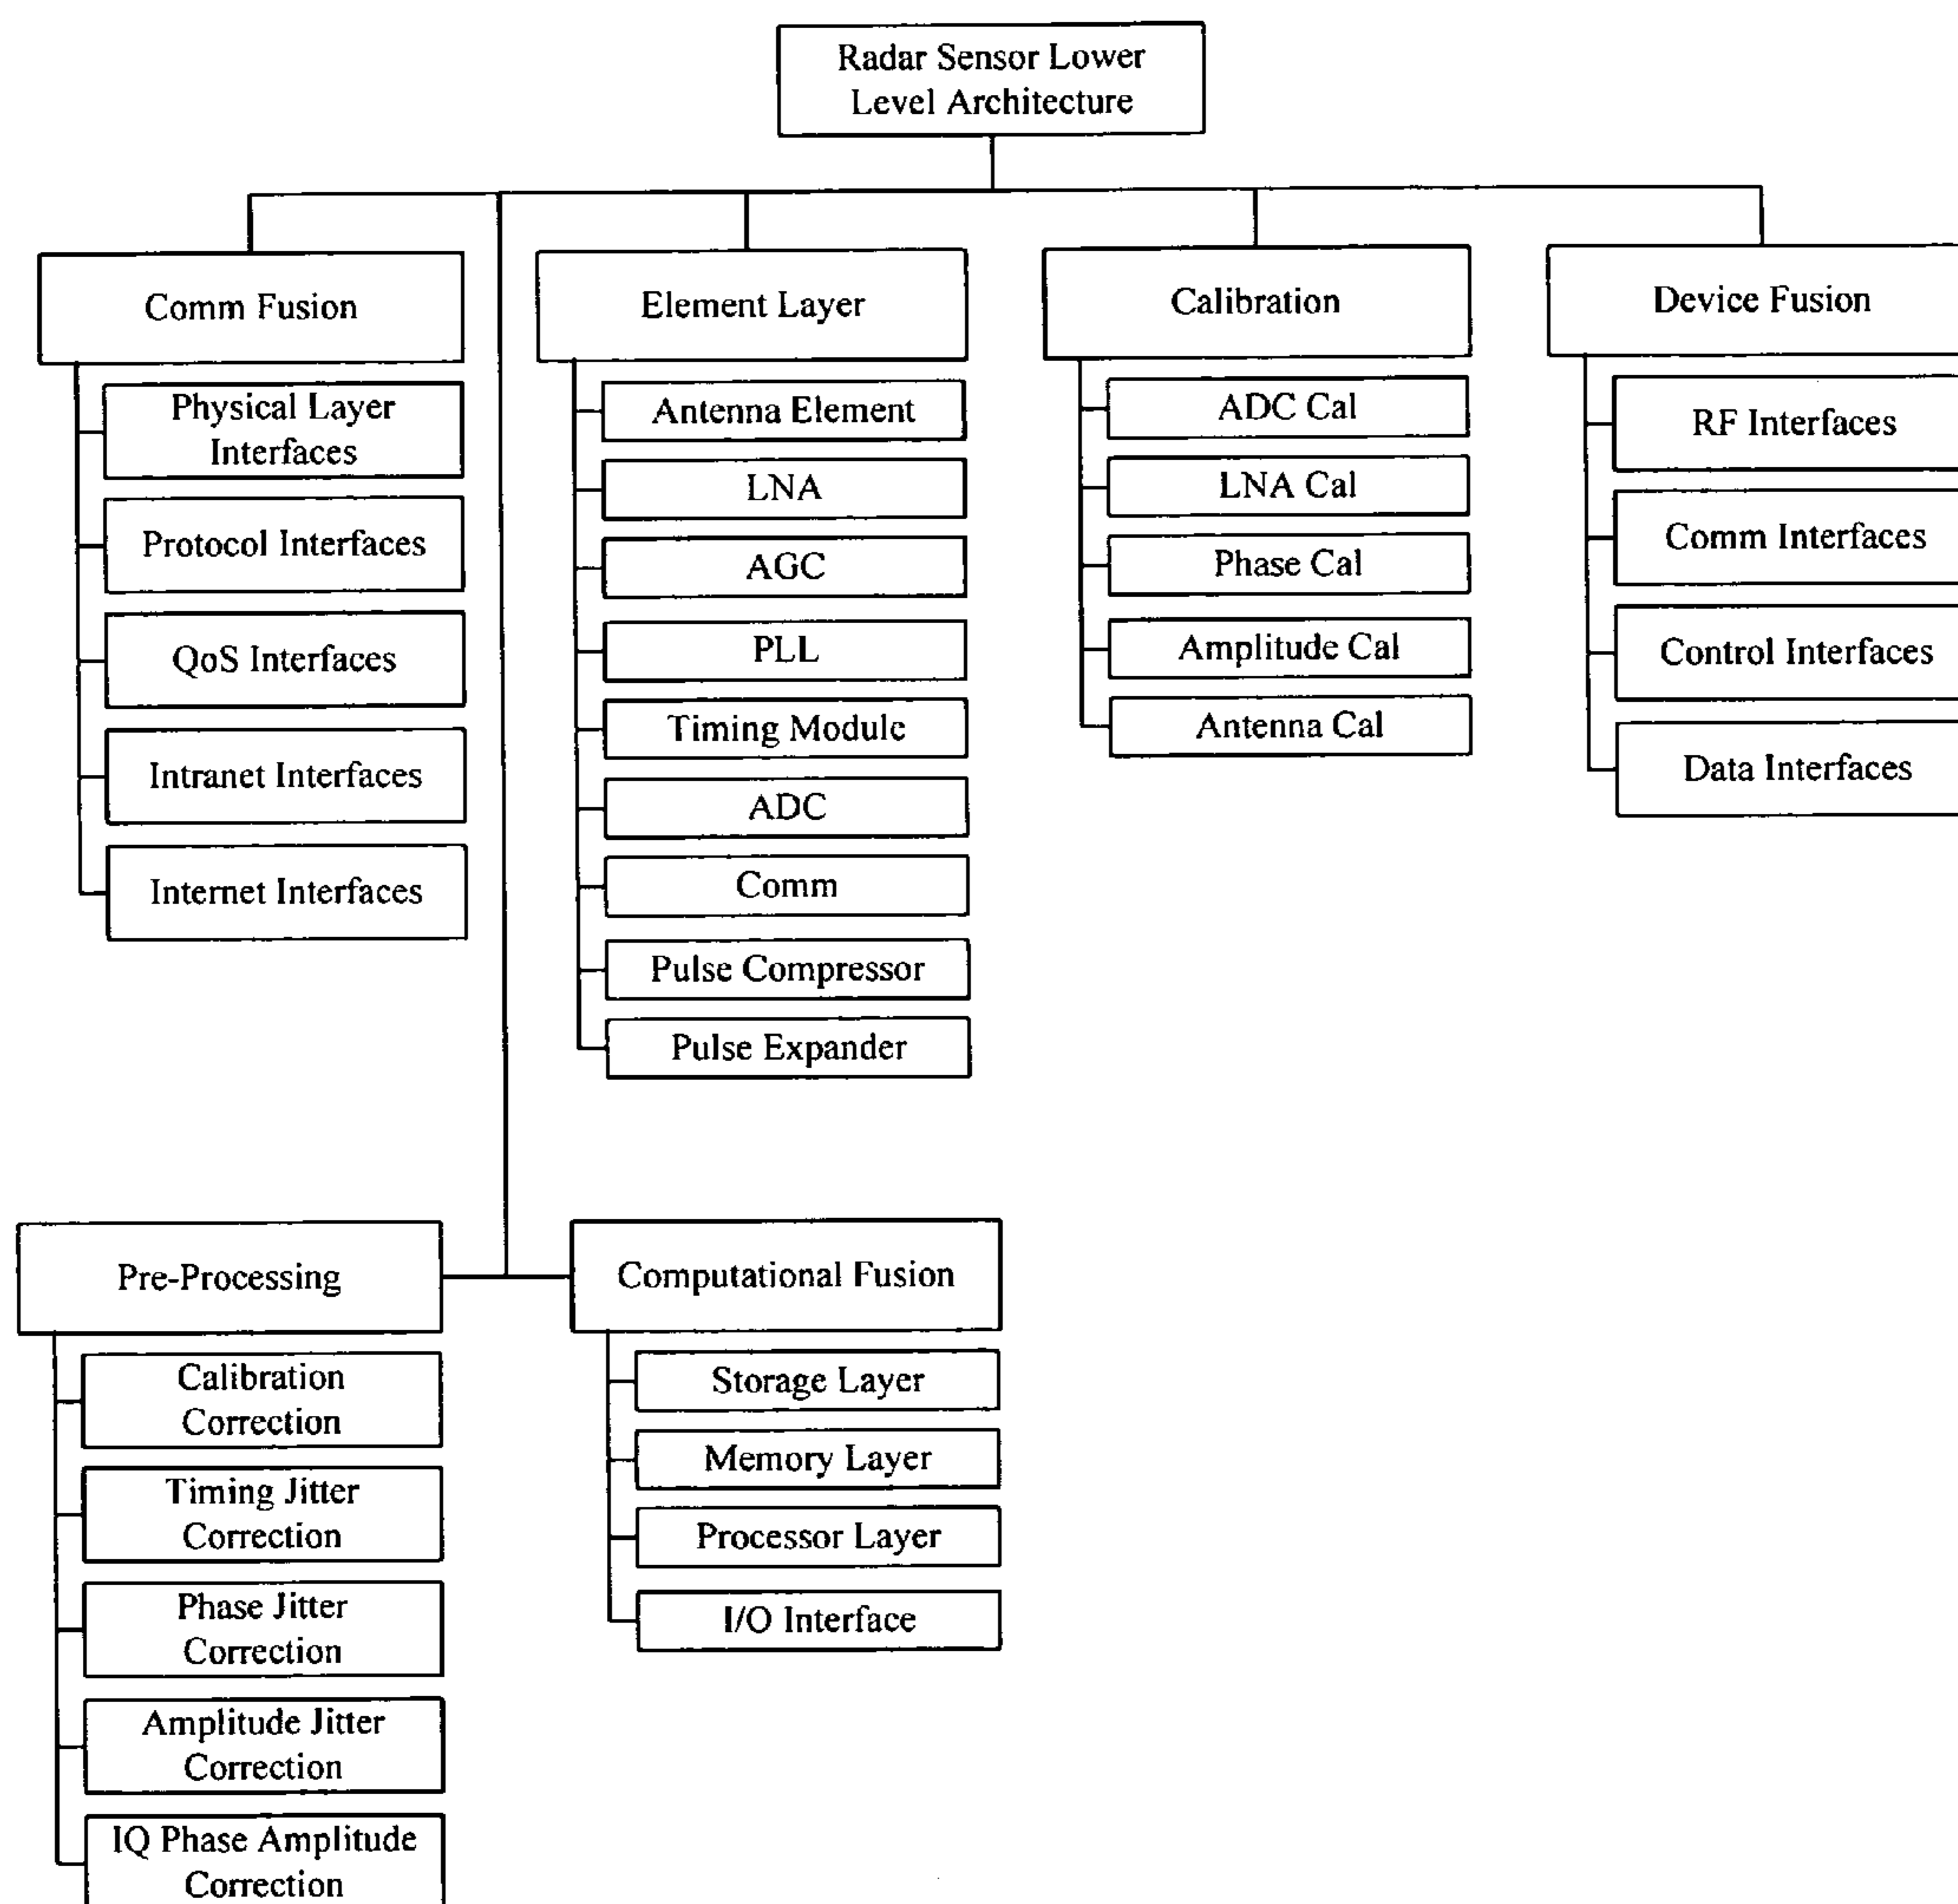 Radar Sensor Lower
Level Architecture
Comm Fusion
Physical Layer
Interfaces
Protocol Interfaces
QoS Interfaces
Intranet Interfaces
Internet Interfaces
Element Layer
Antenna Element
LNA
AGC
PLL
Timing Module
ADC
Comm
Pulse Compressor
Pulse Expander
Calibration
ADC Cal
LNA Cal
Phase Cal
Amplitude Cal
Antenna Cal
Device Fusion
RF Interfaces
Comm Interfaces
Control Interfaces
Data Interfaces
Pre-Processing
Calibration
Correction
Timing Jitter
Correction
Phase Jitter
Correction
Amplitude Jitter
Correction
IQ Phase Amplitude
Correction
Computational Fusion
Storage Layer
Memory Layer
Processor Layer
I/O Interface